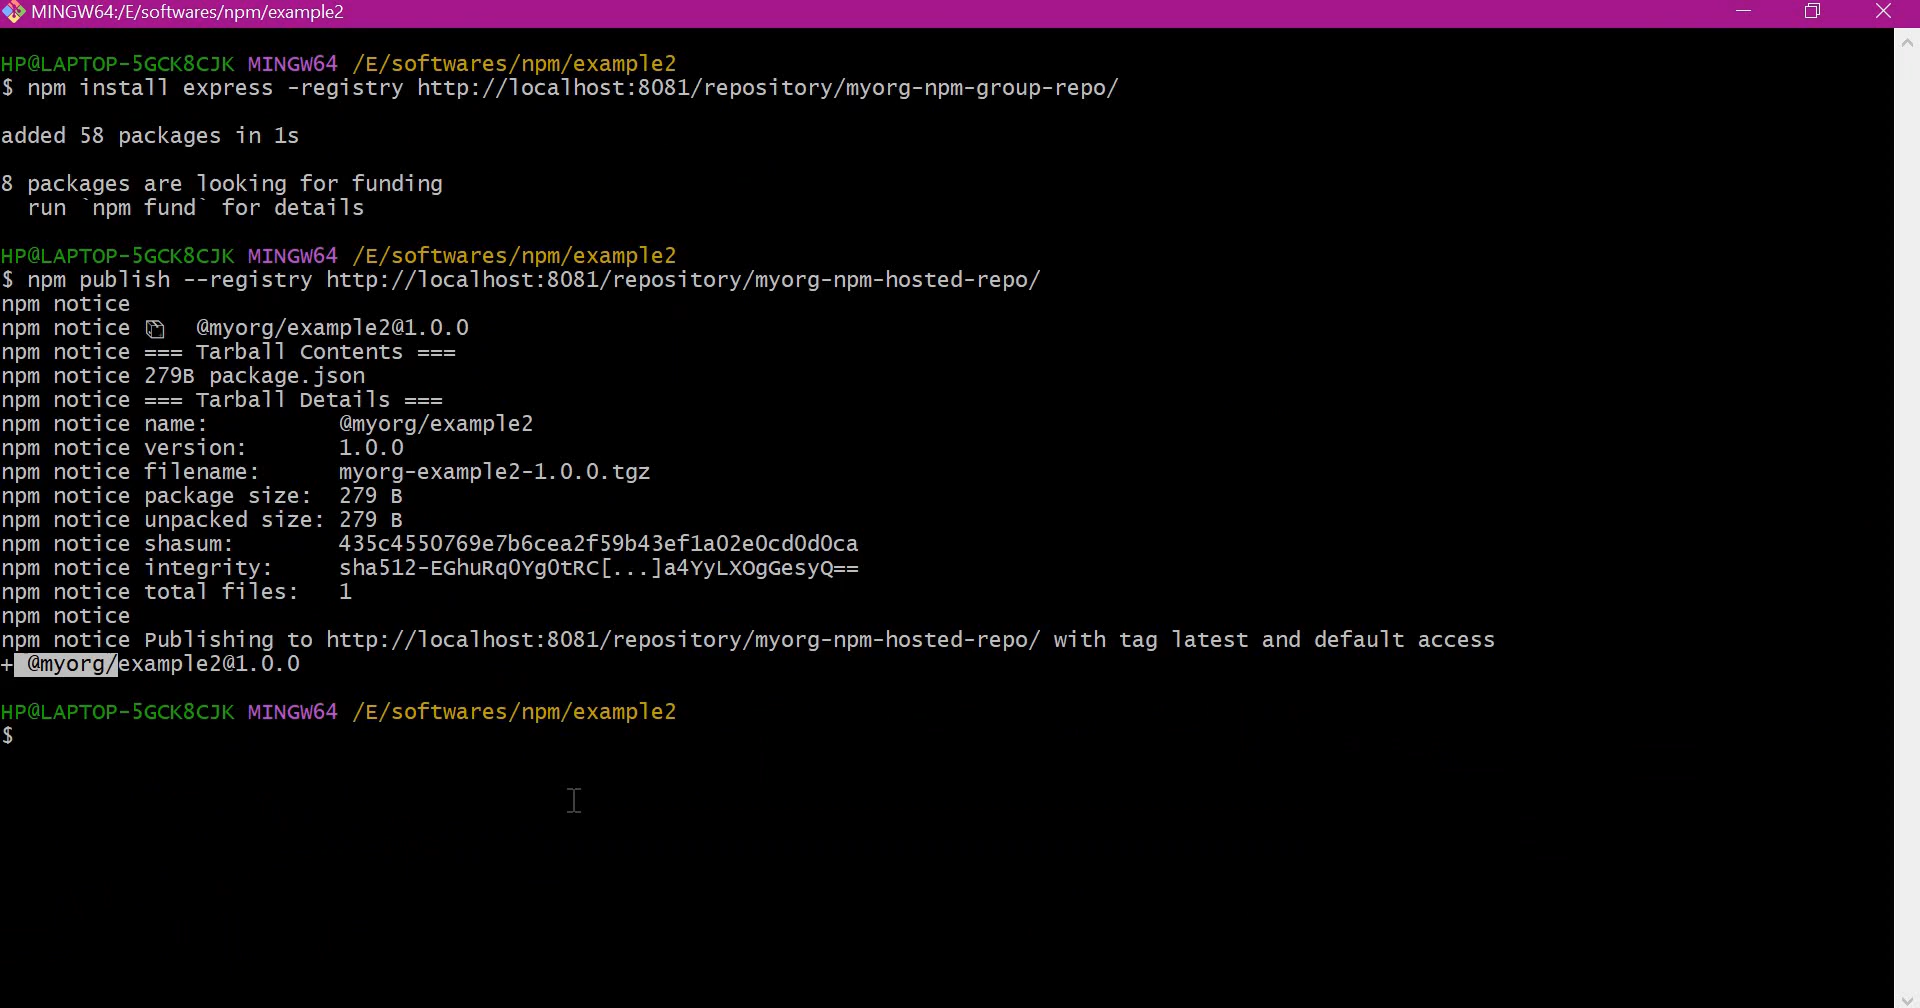 MINGW64:/E/softwares/npm/example2
HP@LAPTOP-5GCK8CJK MINGW64 /E/softwares/npm/example2
$ npm install express -registry http://localhost:8081/repository/myorg-npm-group-repo/
added 58 packages in 1s
8 packages are looking for funding
  run `npm fund` for details
HP@LAPTOP-5GCK8CJK MINGW64 /E/softwares/npm/example2
$ npm publish --registry http://localhost:8081/repository/myorg-npm-hosted-repo/
npm notice
npm notice @myorg/example2@1.0.0
npm notice === Tarball Contents ===
npm notice 279B package.json
npm notice === Tarball Details ===
npm notice name:          @myorg/example2
npm notice version:       1.0.0
npm notice filename:      myorg-example2-1.0.0.tgz
npm notice package size:  279 B
npm notice unpacked size: 279 B
npm notice shasum:        435c4550769e7b6cea2f59b43ef1a02e0cd0d0ca
npm notice integrity:     sha512-EGhuRq0Yg0tRC[...]a4YyLXOgGesyQ==
npm notice total files:   1
npm notice
npm notice Publishing to http://localhost:8081/repository/myorg-npm-hosted-repo/ with tag latest and default access
+ @myorg/example2@1.0.0
HP@LAPTOP-5GCK8CJK MINGW64 /E/softwares/npm/example2
$